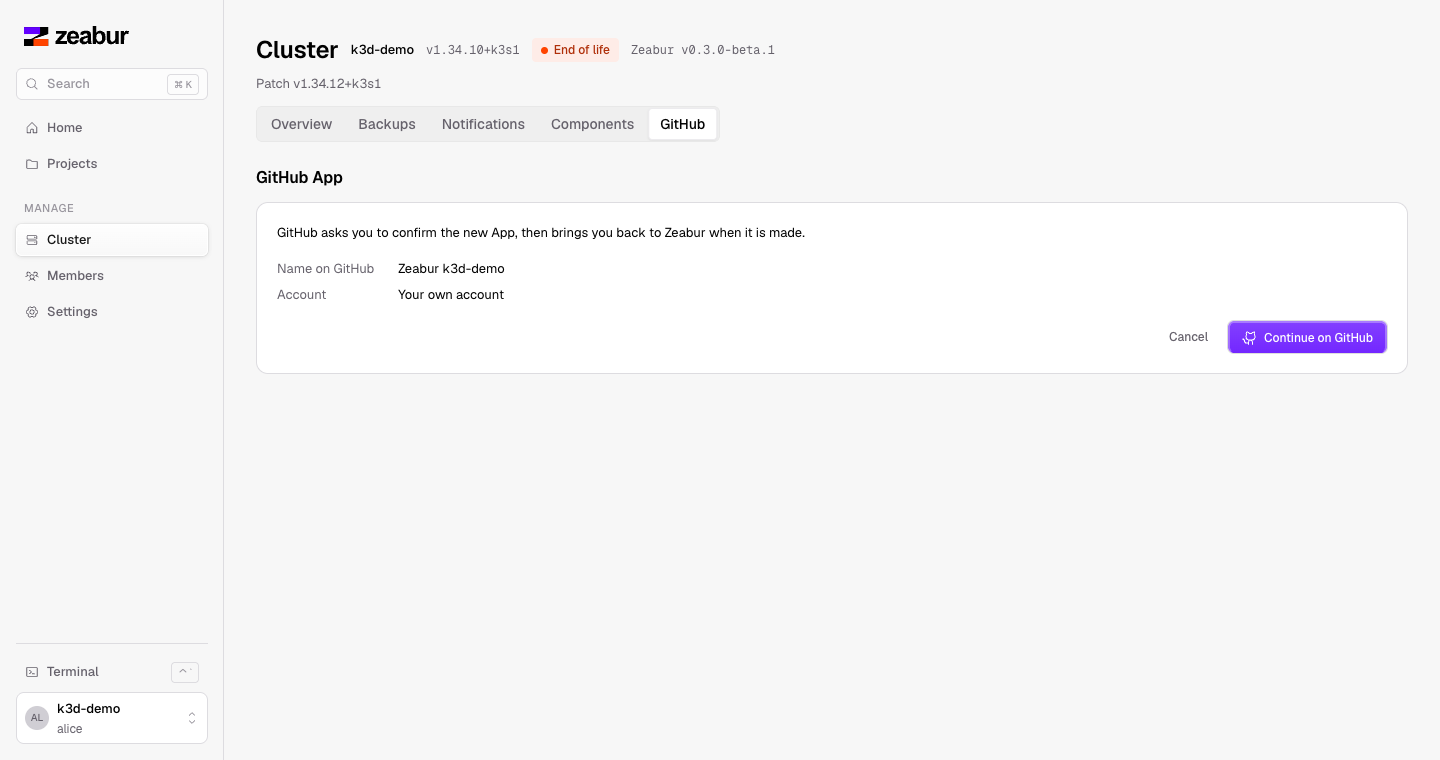 zeabur
Search ⌘ K
Home
Projects
MANAGE
Cluster
Members
Settings
Terminal ^ `
AL
k3d-demo
alice
Cluster k3d-demo v1.34.10+k3s1 End of life Zeabur v0.3.0-beta.1
Patch v1.34.12+k3s1
Overview Backups Notifications Components GitHub
GitHub App
GitHub asks you to confirm the new App, then brings you back to Zeabur when it is made.
Name on GitHub Zeabur k3d-demo
Account Your own account
Cancel Continue on GitHub